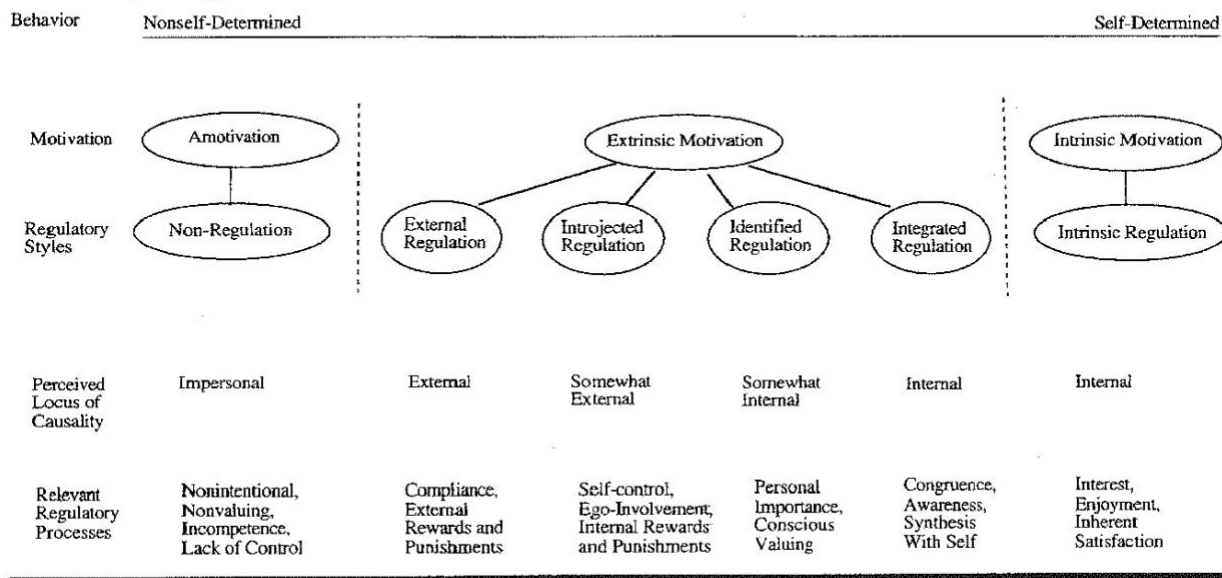 Behavior Nonself-Determined Self-Determined
Motivation Amotivation Extrinsic Motivation Intrinsic Motivation
Regulatory
Styles
Non-Regulation
External
Regulation
Introjected
Regulation
Identified
Regulation
Integrated
Regulation
Intrinsic Regulation
Perceived
Locus of
Causality
Impersonal
External
Somewhat
External
Somewhat
Internal
Internal
Internal
Relevant
Regulatory
Processes
Nonintentional,
Nonvaluing,
Incompetence,
Lack of Control
Compliance,
External
Rewards and
Punishments
Self-control,
Ego-Involvement,
Internal Rewards
and Punishments
Personal
Importance,
Conscious
Valuing
Congruence,
Awareness,
Synthesis
With Self
Interest,
Enjoyment,
Inherent
Satisfaction